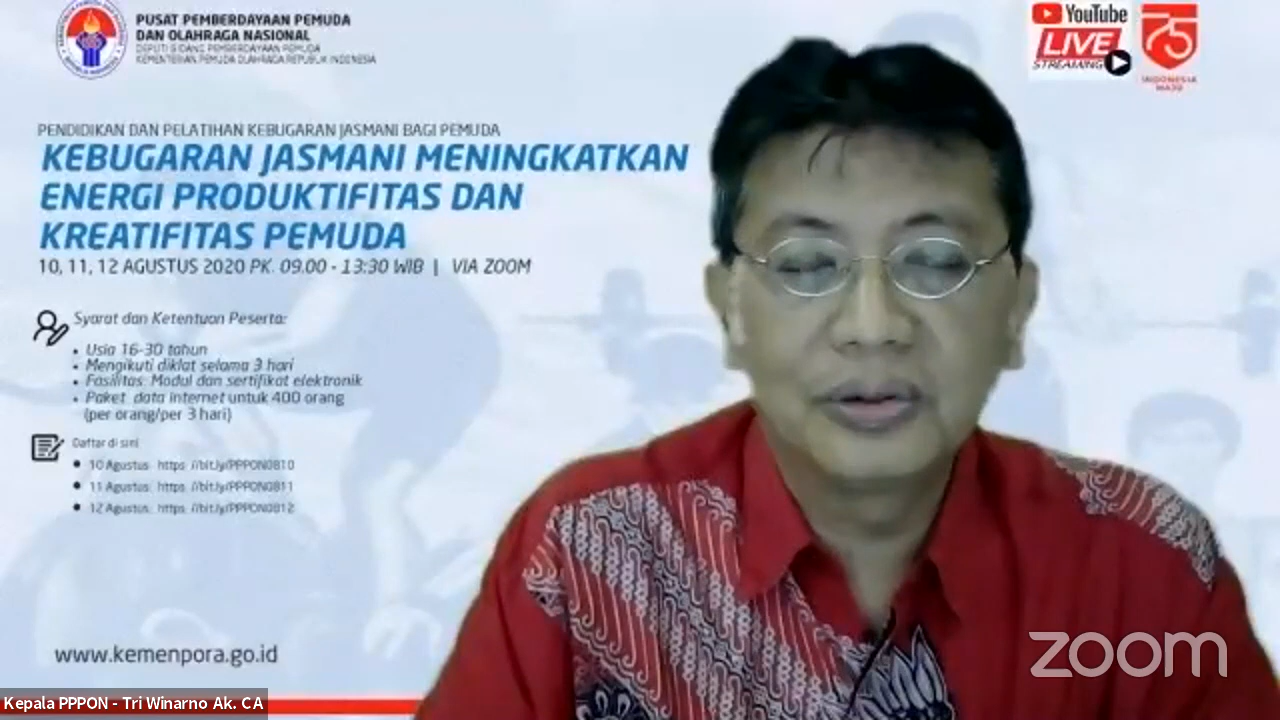 PUSAT PEMBERDAYAAN PEMUDA
DAN OLAHRAGA NASIONAL
DEPUTI BIDANG PEMBERDAYAAN PEMUDA
KEMENTERIAN PEMUDA OLAHRAGA REPUBLIK INDONESIA
YouTube
LIVE
STREAMING
75
INDONESIA
MAJU
PENDIDIKAN DAN PELATIHAN KEBUGARAN JASMANI BAGI PEMUDA
KEBUGARAN JASMANI MENINGKATKAN
ENERGI PRODUKTIFITAS DAN
KREATIFITAS PEMUDA
10, 11, 12 AGUSTUS 2020 PK. 09.00 - 13:30 WIB | VIA ZOOM
Syarat dan Ketentuan Peserta:
• Usia 16-30 tahun
• Mengikuti diklat selama 3 hari
• Fasilitas: Modul dan sertifikat elektronik
• Paket data internet untuk 400 orang
(per orang/per 3 hari)
Daftar di sini
• 10 Agustus: https://bit.ly/PPPON0810
• 11 Agustus: https://bit.ly/PPPON0811
• 12 Agustus: https://bit.ly/PPPON0812
www.kemenpora.go.id
zoom
Kepala PPPON - Tri Winarno Ak. CA